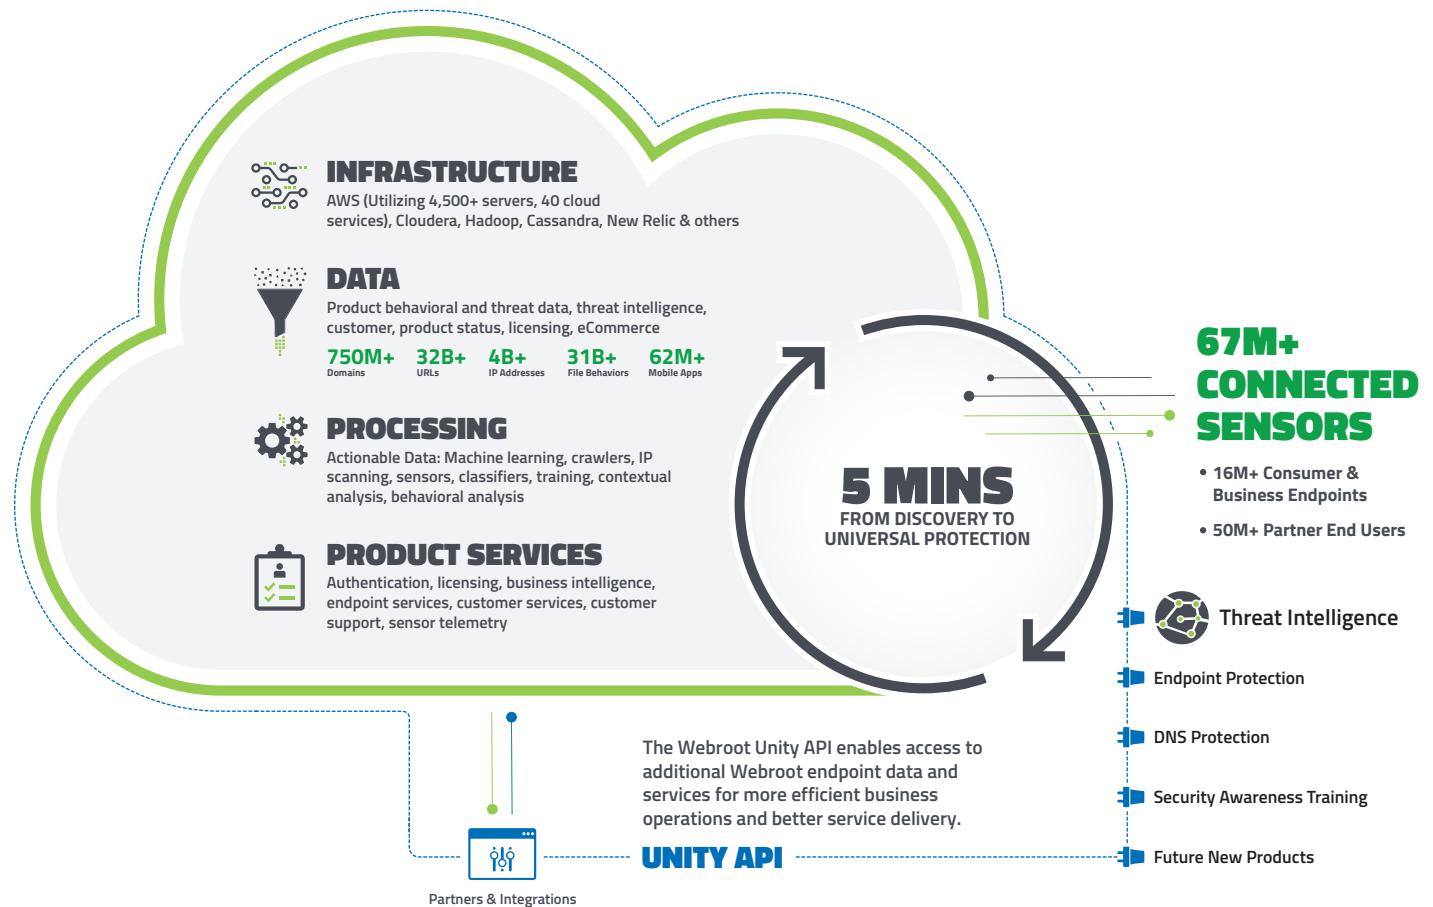 INFRASTRUCTURE
AWS (Utilizing 4,500+ servers, 40 cloud
services), Cloudera, Hadoop, Cassandra, New Relic & others
DATA
Product behavioral and threat data, threat intelligence,
customer, product status, licensing, eCommerce
750M+ 32B+ 4B+ 31B+ 62M+
Domains URLs IP Addresses File Behaviors Mobile Apps
PROCESSING
Actionable Data: Machine learning, crawlers, IP
scanning, sensors, classifiers, training, contextual
analysis, behavioral analysis
PRODUCT SERVICES
Authentication, licensing, business intelligence,
endpoint services, customer services, customer
support, sensor telemetry
5 MINS
FROM DISCOVERY TO
UNIVERSAL PROTECTION
67M+
CONNECTED
SENSORS
• 16M+ Consumer &
Business Endpoints
• 50M+ Partner End Users
Threat Intelligence
Endpoint Protection
DNS Protection
Security Awareness Training
Future New Products
The Webroot Unity API enables access to
additional Webroot endpoint data and
services for more efficient business
operations and better service delivery.
UNITY API
Partners & Integrations